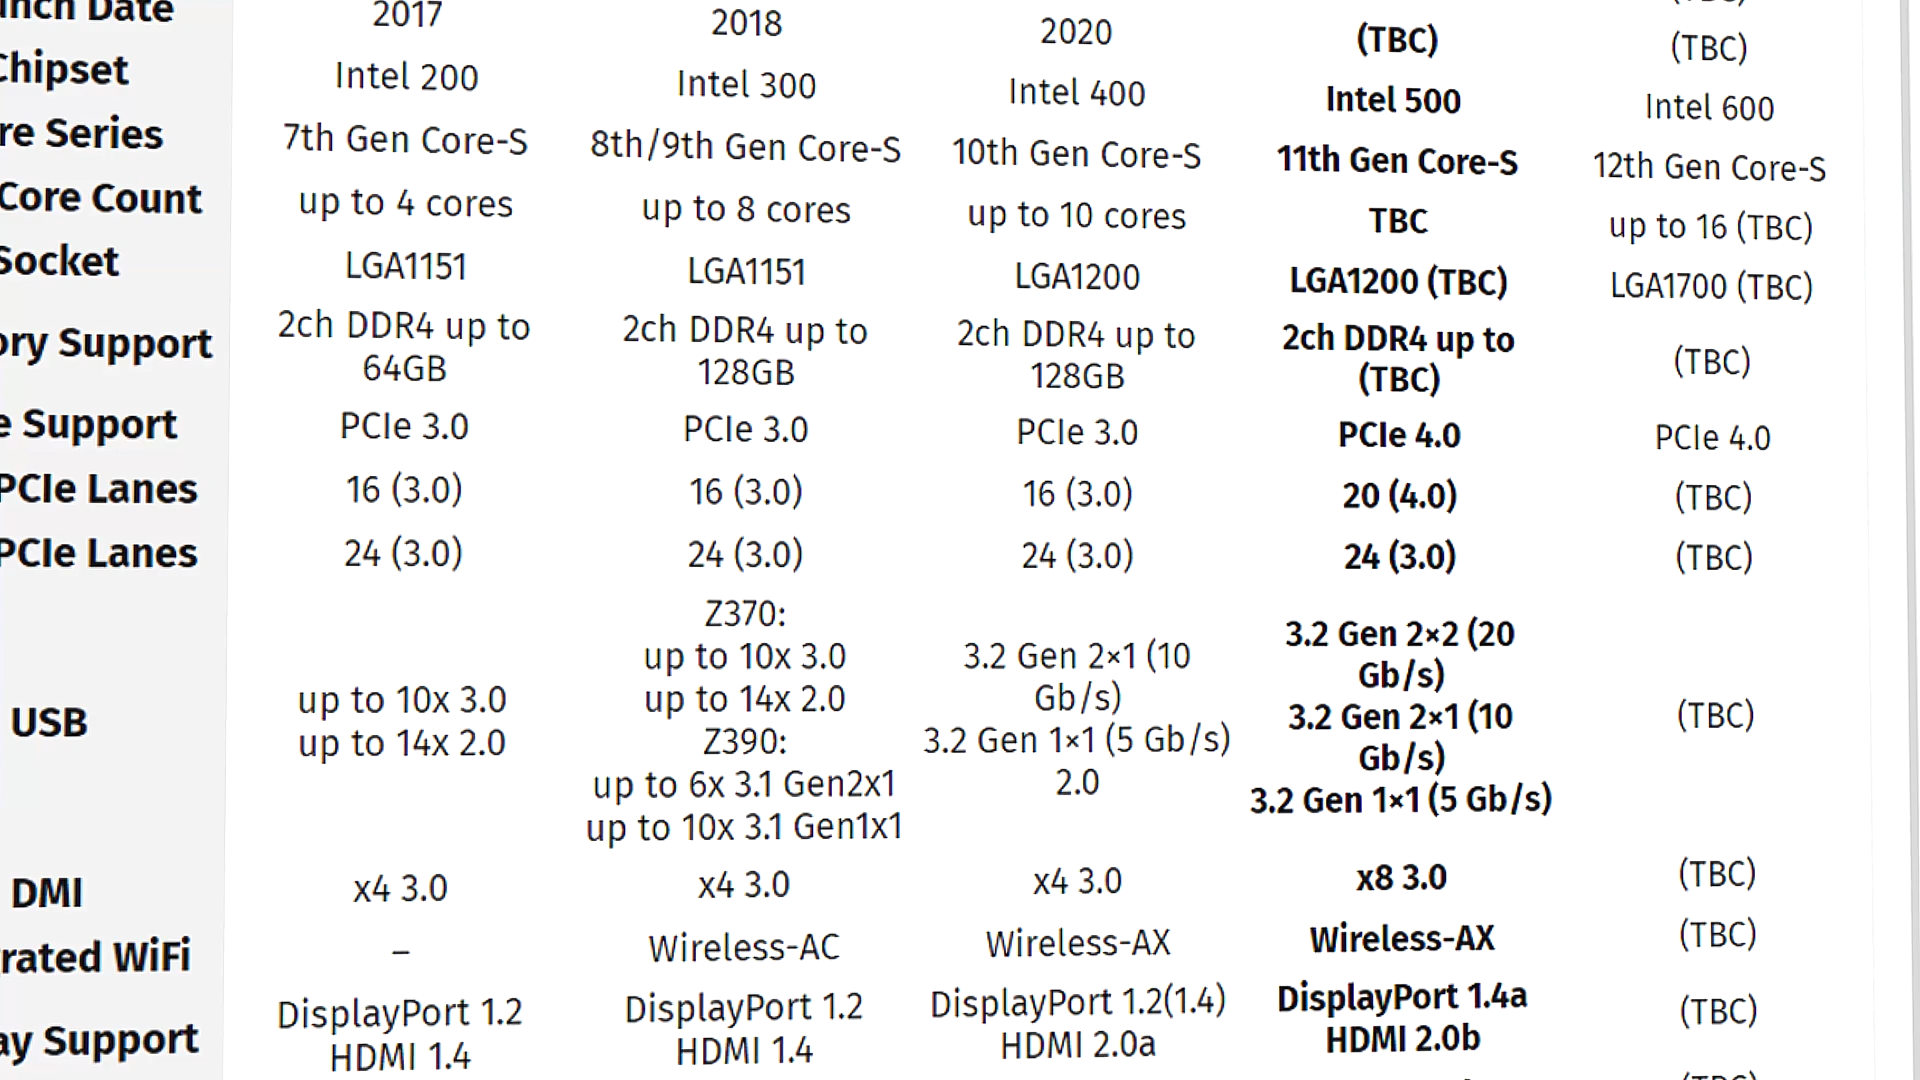 unch Date 2017 2018 2020 (TBC) (TBC)
Chipset Intel 200 Intel 300 Intel 400 Intel 500 Intel 600
re Series 7th Gen Core-S 8th/9th Gen Core-S 10th Gen Core-S 11th Gen Core-S 12th Gen Core-S
Core Count up to 4 cores up to 8 cores up to 10 cores TBC up to 16 (TBC)
Socket LGA1151 LGA1151 LGA1200 LGA1200 (TBC) LGA1700 (TBC)
ory Support 2ch DDR4 up to 2ch DDR4 up to 2ch DDR4 up to 2ch DDR4 up to (TBC)
64GB 128GB 128GB (TBC)
e Support PCIe 3.0 PCIe 3.0 PCIe 3.0 PCIe 4.0 PCIe 4.0
PCIe Lanes 16 (3.0) 16 (3.0) 16 (3.0) 20 (4.0) (TBC)
PCIe Lanes 24 (3.0) 24 (3.0) 24 (3.0) 24 (3.0) (TBC)
USB
up to 10x 3.0
up to 14x 2.0
Z370:
up to 10x 3.0
up to 14x 2.0
Z390:
up to 6x 3.1 Gen2x1
up to 10x 3.1 Gen1x1
3.2 Gen 2×1 (10
Gb/s)
3.2 Gen 1×1 (5 Gb/s)
2.0
3.2 Gen 2×2 (20
Gb/s)
3.2 Gen 2×1 (10
Gb/s)
3.2 Gen 1×1 (5 Gb/s)
(TBC)
DMI x4 3.0 x4 3.0 x4 3.0 x8 3.0 (TBC)
rated WiFi – Wireless-AC Wireless-AX Wireless-AX (TBC)
ay Support DisplayPort 1.2 DisplayPort 1.2 DisplayPort 1.2(1.4) DisplayPort 1.4a (TBC)
HDMI 1.4 HDMI 1.4 HDMI 2.0a HDMI 2.0b